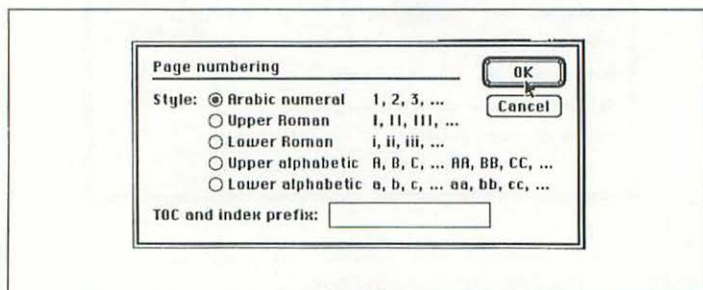 Page numbering
OK
Style: Arabic numeral 1, 2, 3, ...
Cancel
Upper Roman I, II, III, ...
Lower Roman i, ii, iii, ...
Upper alphabetic A, B, C, ... AA, BB, CC, ...
Lower alphabetic a, b, c, ... aa, bb, cc, ...
TOC and index prefix: